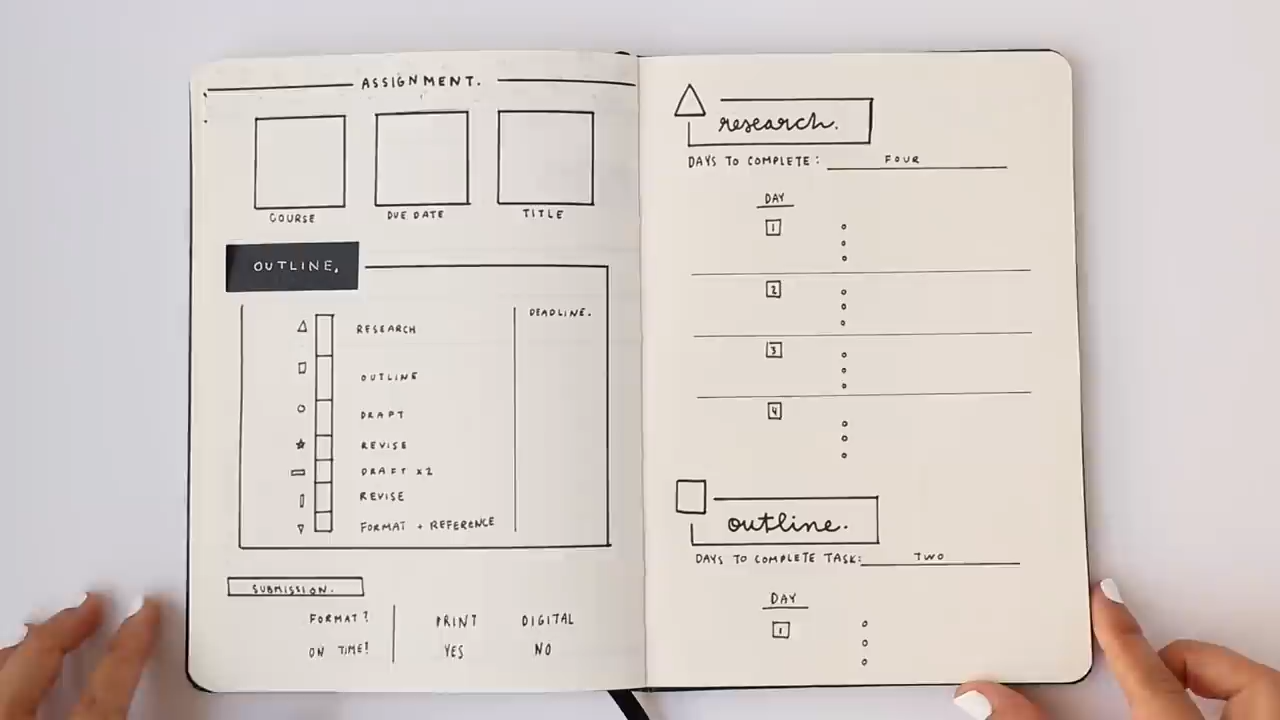 ASSIGNMENT.
COURSE DUE DATE TITLE
OUTLINE.
DEADLINE.
RESEARCH
OUTLINE
DRAFT
REVISE
DRAFT x2
REVISE
FORMAT + REFERENCE
SUBMISSION.
FORMAT? PRINT DIGITAL
ON TIME? YES NO
research.
DAYS TO COMPLETE: FOUR
DAY
1
2
3
4
outline.
DAYS TO COMPLETE TASK: TWO
DAY
1